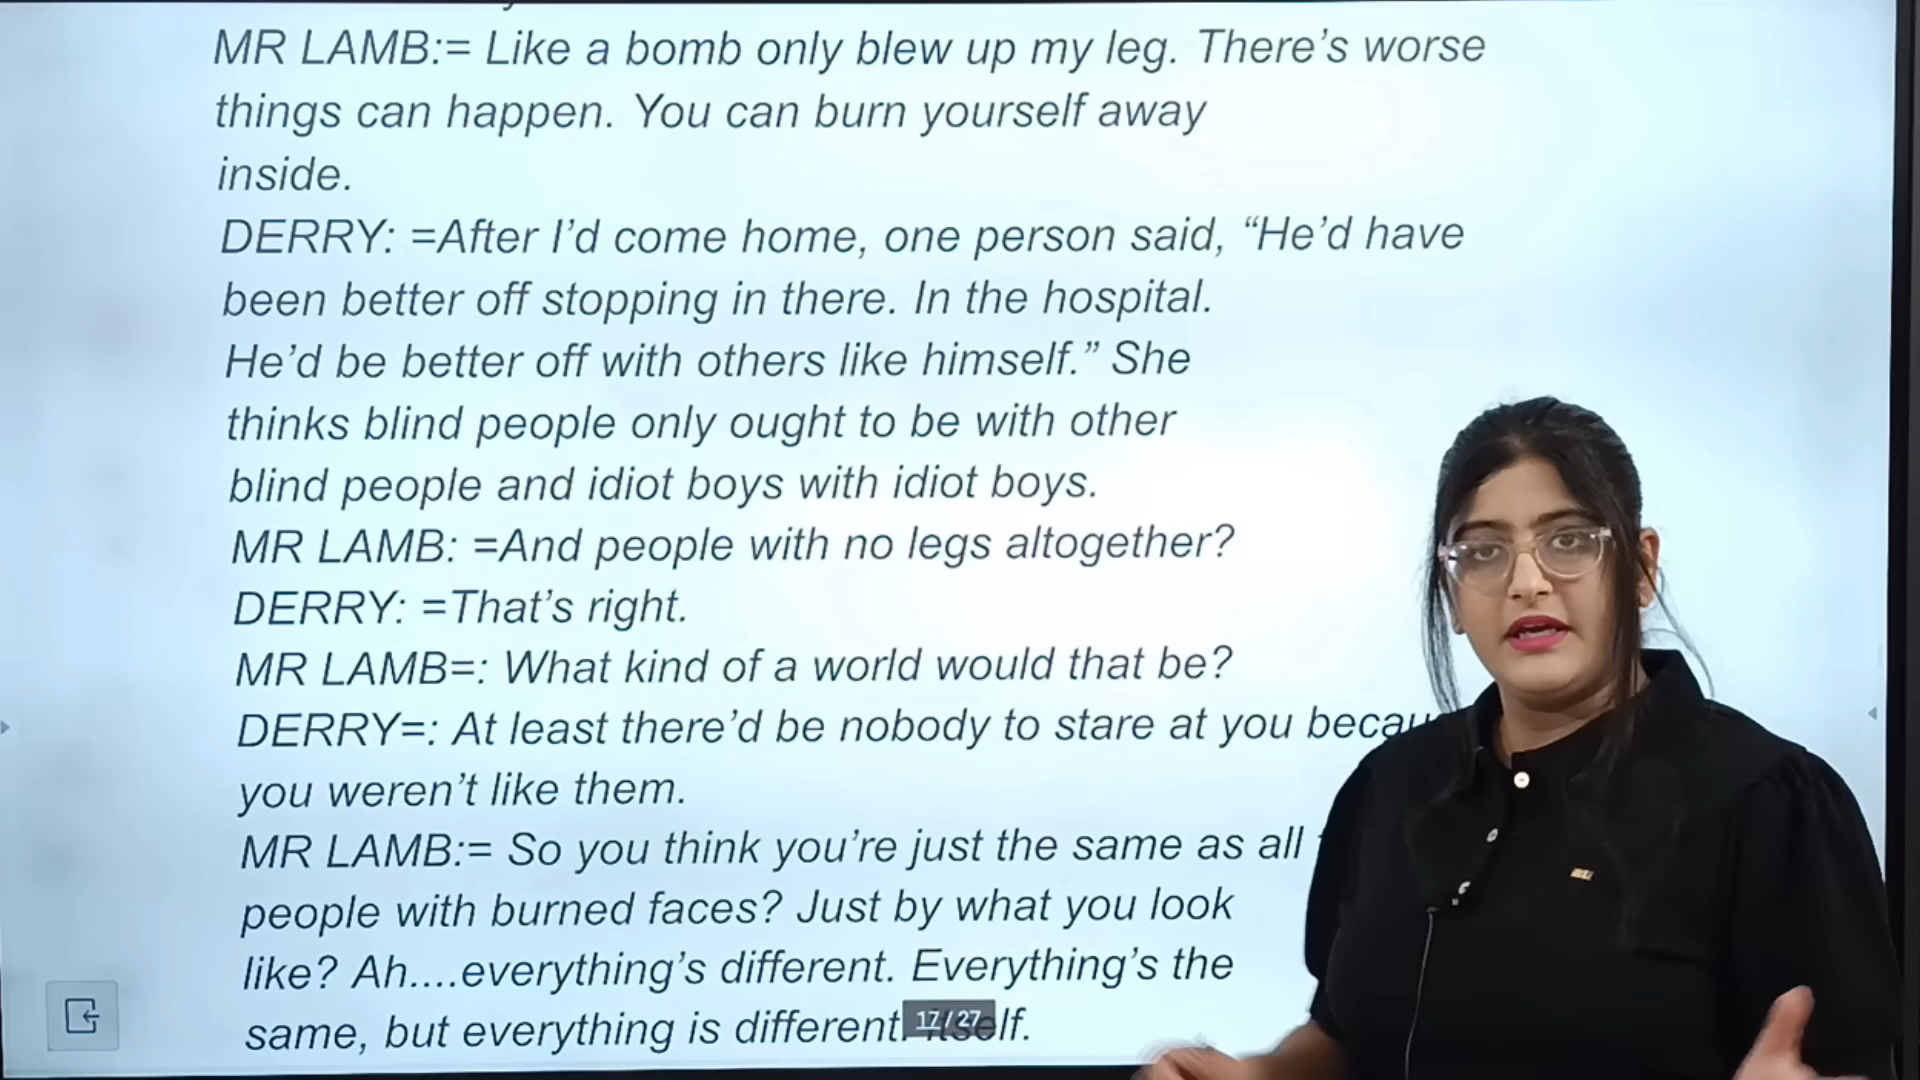 MR LAMB:= Like a bomb only blew up my leg. There's worse
things can happen. You can burn yourself away
inside.
DERRY: =After I'd come home, one person said, “He'd have
been better off stopping in there. In the hospital.
He'd be better off with others like himself.” She
thinks blind people only ought to be with other
blind people and idiot boys with idiot boys.
MR LAMB: =And people with no legs altogether?
DERRY: =That's right.
MR LAMB=: What kind of a world would that be?
DERRY=: At least there'd be nobody to stare at you
you weren't like them.
MR LAMB:= So you think you're just the same as all
people with burned faces? Just by what you look
like? Ah....everything's different. Everything's the
same, but everything is different. itself.
17 / 27